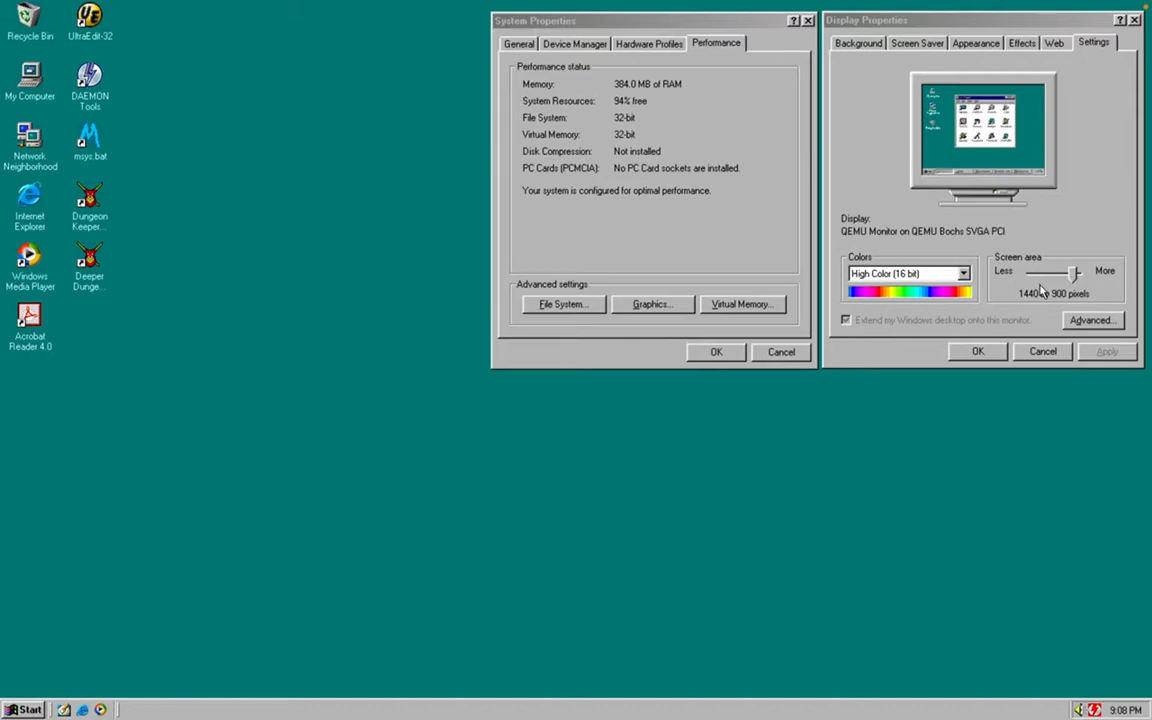 Recycle Bin
UltraEdit-32
My Computer
DAEMON
Tools
Network
Neighborhood
msys.bat
Internet
Explorer
Dungeon
Keeper...
Windows
Media Player
Deeper
Dunge...
Acrobat
Reader 4.0
System Properties
General
Device Manager
Hardware Profiles
Performance
Performance status
Memory: 384.0 MB of RAM
System Resources: 94% free
File System: 32-bit
Virtual Memory: 32-bit
Disk Compression: Not installed
PC Cards (PCMCIA): No PC Card sockets are installed.
Your system is configured for optimal performance.
Advanced settings
File System...
Graphics...
Virtual Memory...
OK
Cancel
Display Properties
Background
Screen Saver
Appearance
Effects
Web
Settings
Display:
QEMU Monitor on QEMU Bochs SVGA PCI
Colors
High Color (16 bit)
Screen area
Less
More
1440 900 pixels
Extend my Windows desktop onto this monitor.
Advanced...
OK
Cancel
Apply
Start
9:08 PM